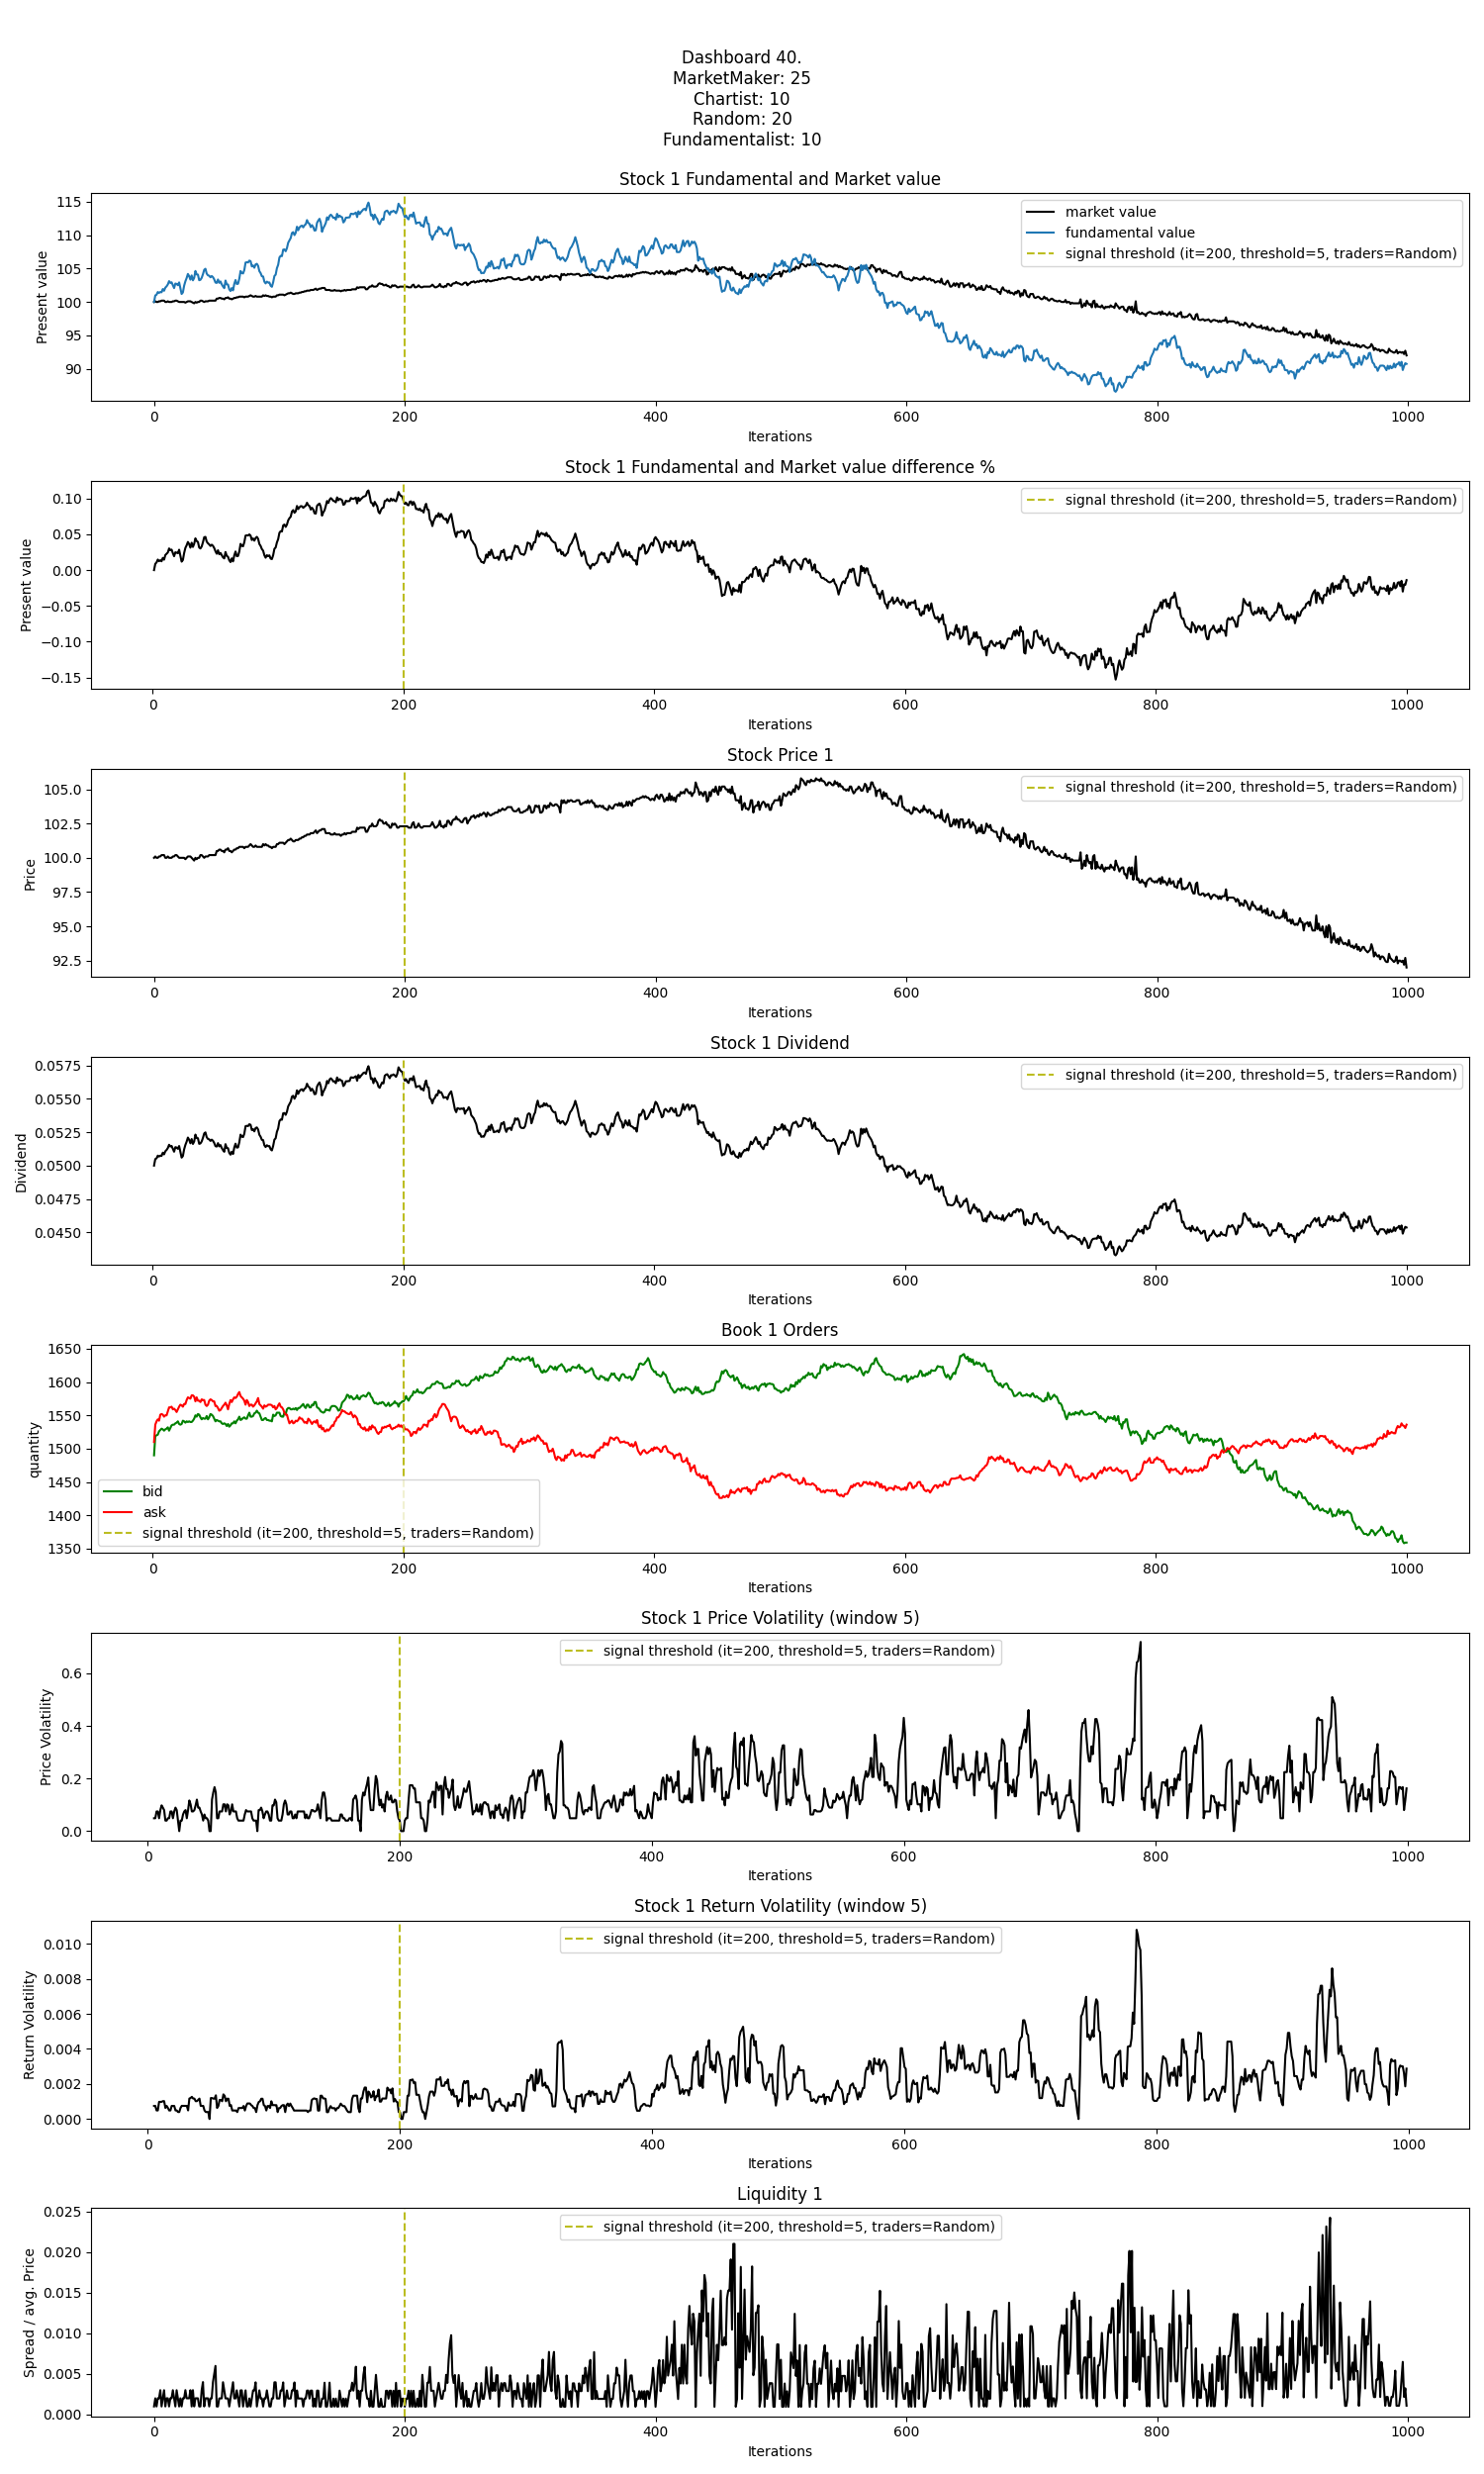 Dashboard 40.
MarketMaker: 25
Chartist: 10
Random: 20
Fundamentalist: 10
Stock 1 Fundamental and Market value
115
110
105
100
95
90
Present value
market value
fundamental value
signal threshold (it=200, threshold=5, traders=Random)
0 200 400 600 800 1000
Iterations
Stock 1 Fundamental and Market value difference %
0.10
0.05
0.00
−0.05
−0.10
−0.15
Present value
signal threshold (it=200, threshold=5, traders=Random)
0 200 400 600 800 1000
Iterations
Stock Price 1
105.0
102.5
100.0
97.5
95.0
92.5
Price
signal threshold (it=200, threshold=5, traders=Random)
0 200 400 600 800 1000
Iterations
Stock 1 Dividend
0.0575
0.0550
0.0525
0.0500
0.0475
0.0450
Dividend
signal threshold (it=200, threshold=5, traders=Random)
0 200 400 600 800 1000
Iterations
Book 1 Orders
1650
1600
1550
1500
1450
1400
1350
quantity
bid
ask
signal threshold (it=200, threshold=5, traders=Random)
0 200 400 600 800 1000
Iterations
Stock 1 Price Volatility (window 5)
0.6
0.4
0.2
0.0
Price Volatility
signal threshold (it=200, threshold=5, traders=Random)
0 200 400 600 800 1000
Iterations
Stock 1 Return Volatility (window 5)
0.010
0.008
0.006
0.004
0.002
0.000
Return Volatility
signal threshold (it=200, threshold=5, traders=Random)
0 200 400 600 800 1000
Iterations
Liquidity 1
0.025
0.020
0.015
0.010
0.005
0.000
Spread / avg. Price
signal threshold (it=200, threshold=5, traders=Random)
0 200 400 600 800 1000
Iterations